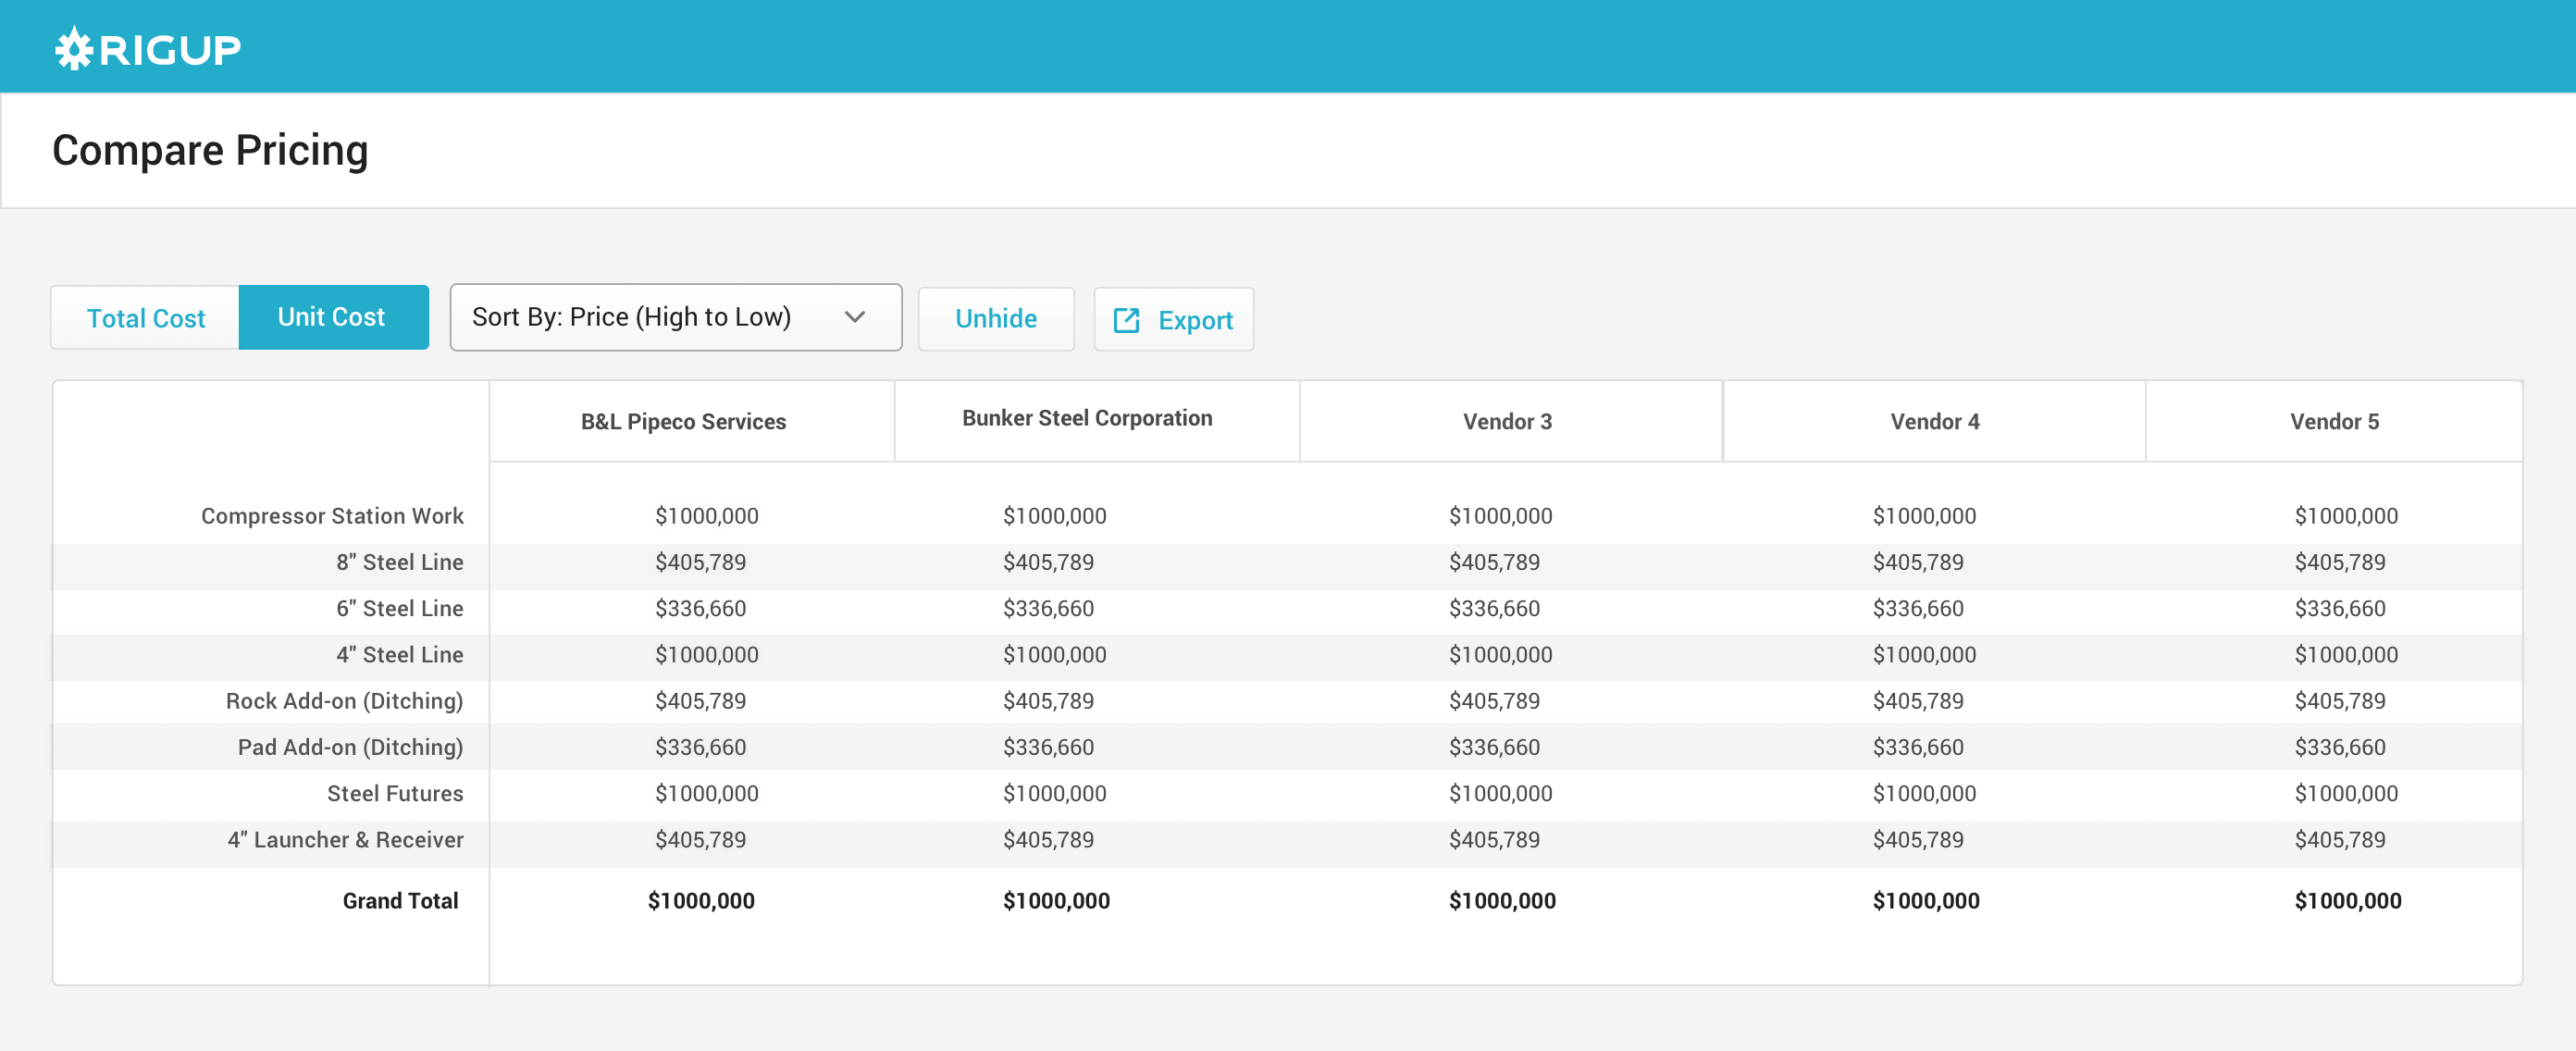 RIGUP
Compare Pricing
Total Cost Unit Cost Sort By: Price (High to Low) Unhide Export
B&L Pipeco Services Bunker Steel Corporation Vendor 3 Vendor 4 Vendor 5
Compressor Station Work $1000,000 $1000,000 $1000,000 $1000,000 $1000,000
8" Steel Line $405,789 $405,789 $405,789 $405,789 $405,789
6" Steel Line $336,660 $336,660 $336,660 $336,660 $336,660
4" Steel Line $1000,000 $1000,000 $1000,000 $1000,000 $1000,000
Rock Add-on (Ditching) $405,789 $405,789 $405,789 $405,789 $405,789
Pad Add-on (Ditching) $336,660 $336,660 $336,660 $336,660 $336,660
Steel Futures $1000,000 $1000,000 $1000,000 $1000,000 $1000,000
4" Launcher & Receiver $405,789 $405,789 $405,789 $405,789 $405,789
Grand Total $1000,000 $1000,000 $1000,000 $1000,000 $1000,000